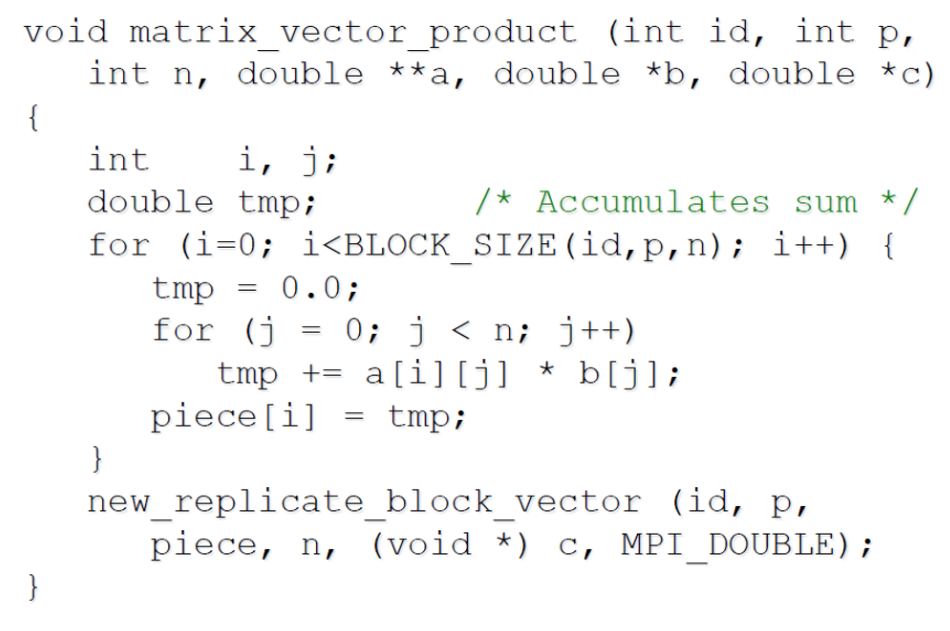 void matrix_vector_product (int id, int p,
   int n, double **a, double *b, double *c)
{
   int    i, j;
   double tmp;       /* Accumulates sum */
   for (i=0; i<BLOCK_SIZE(id,p,n); i++) {
      tmp = 0.0;
      for (j = 0; j < n; j++)
         tmp += a[i][j] * b[j];
      piece[i] = tmp;
   }
   new_replicate_block_vector (id, p,
      piece, n, (void *) c, MPI_DOUBLE);
}